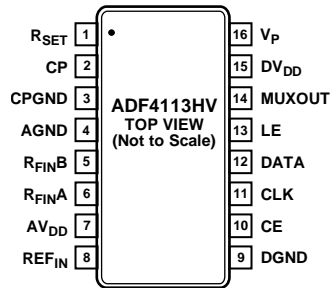 RSET 1
CP 2
CPGND 3
AGND 4
RFINB 5
RFINA 6
AVDD 7
REFIN 8
ADF4113HV
TOP VIEW
(Not to Scale)
16 VP
15 DVDD
14 MUXOUT
13 LE
12 DATA
11 CLK
10 CE
9 DGND